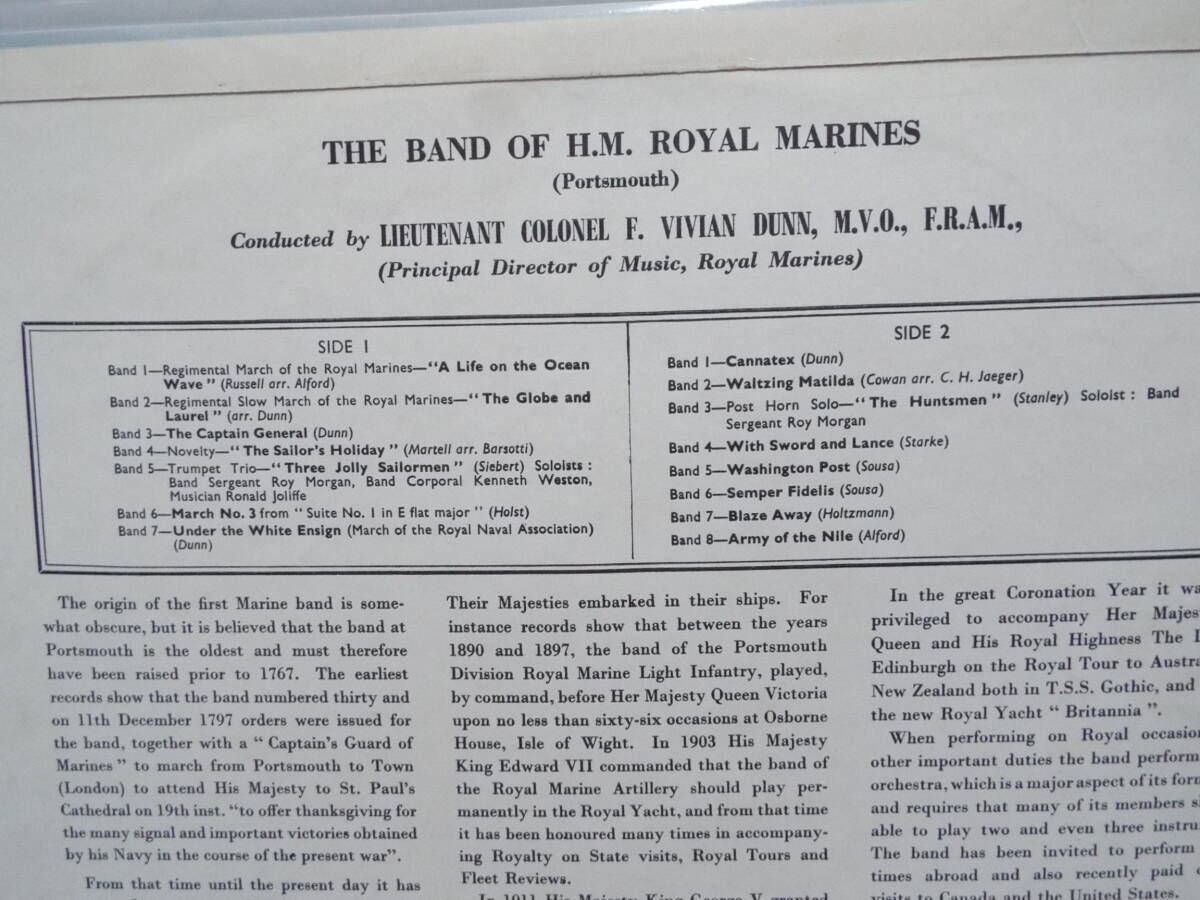 THE BAND OF H.M. ROYAL MARINES
(Portsmouth)
Conducted by LIEUTENANT COLONEL F. VIVIAN DUNN, M.V.O., F.R.A.M.,
(Principal Director of Music, Royal Marines)
SIDE 1
Band 1—Regimental March of the Royal Marines—“A Life on the Ocean
Wave” (Russell arr. Alford)
Band 2—Regimental Slow March of the Royal Marines—“The Globe and
Laurel” (arr. Dunn)
Band 3—The Captain General (Dunn)
Band 4—Novelty—“The Sailor's Holiday” (Martell arr. Barsotti)
Band 5—Trumpet Trio—“Three Jolly Sailormen” (Siebert) Soloists:
Band Sergeant Roy Morgan, Band Corporal Kenneth Weston,
Musician Ronald Joliffe
Band 6—March No. 3 from “Suite No. 1 in E flat major” (Holst)
Band 7—Under the White Ensign (March of the Royal Naval Association)
(Dunn)
SIDE 2
Band 1—Cannatex (Dunn)
Band 2—Waltzing Matilda (Cowan arr. C. H. Jaeger)
Band 3—Post Horn Solo—“The Huntsmen” (Stanley) Soloist: Band
Sergeant Roy Morgan
Band 4—With Sword and Lance (Starke)
Band 5—Washington Post (Sousa)
Band 6—Semper Fidelis (Sousa)
Band 7—Blaze Away (Holtzmann)
Band 8—Army of the Nile (Alford)
The origin of the first Marine band is some-
what obscure, but it is believed that the band at
Portsmouth is the oldest and must therefore
have been raised prior to 1767. The earliest
records show that the band numbered thirty and
on 11th December 1797 orders were issued for
the band, together with a “Captain's Guard of
Marines” to march from Portsmouth to Town
(London) to attend His Majesty to St. Paul's
Cathedral on 19th inst. “to offer thanksgiving for
the many signal and important victories obtained
by his Navy in the course of the present war”.
From that time until the present day it has
Their Majesties embarked in their ships. For
instance records show that between the years
1890 and 1897, the band of the Portsmouth
Division Royal Marine Light Infantry, played,
by command, before Her Majesty Queen Victoria
upon no less than sixty-six occasions at Osborne
House, Isle of Wight. In 1903 His Majesty
King Edward VII commanded that the band of
the Royal Marine Artillery should play per-
manently in the Royal Yacht, and from that time
it has been honoured many times in accompany-
ing Royalty on State visits, Royal Tours and
Fleet Reviews.
In 1911 His Majesty King George V granted
In the great Coronation Year it wa
privileged to accompany Her Majes
Queen and His Royal Highness The
Edinburgh on the Royal Tour to Austra
New Zealand both in T.S.S. Gothic, and
the new Royal Yacht “Britannia”.
When performing on Royal occasion
other important duties the band perform
orchestra, which is a major aspect of its for
and requires that many of its members s
able to play two and even three instru
The band has been invited to perform
times abroad and also recently paid
visits to Canada and the United States.